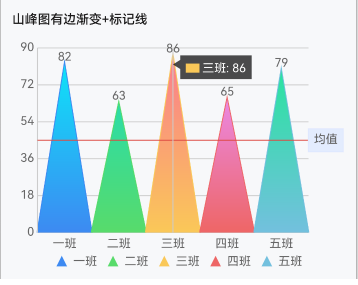 山峰图有边渐变+标记线
90
72
54
36
18
0
82
63
86
65
79
三班: 86
均值
一班 二班 三班 四班 五班
一班 二班 三班 四班 五班